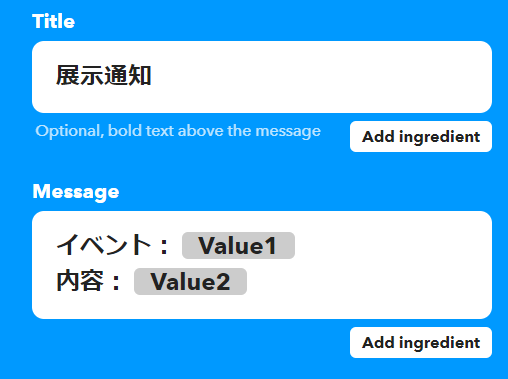 Title
展示通知
Optional, bold text above the message
Add ingredient
Message
イベント： Value1
内容： Value2
Add ingredient